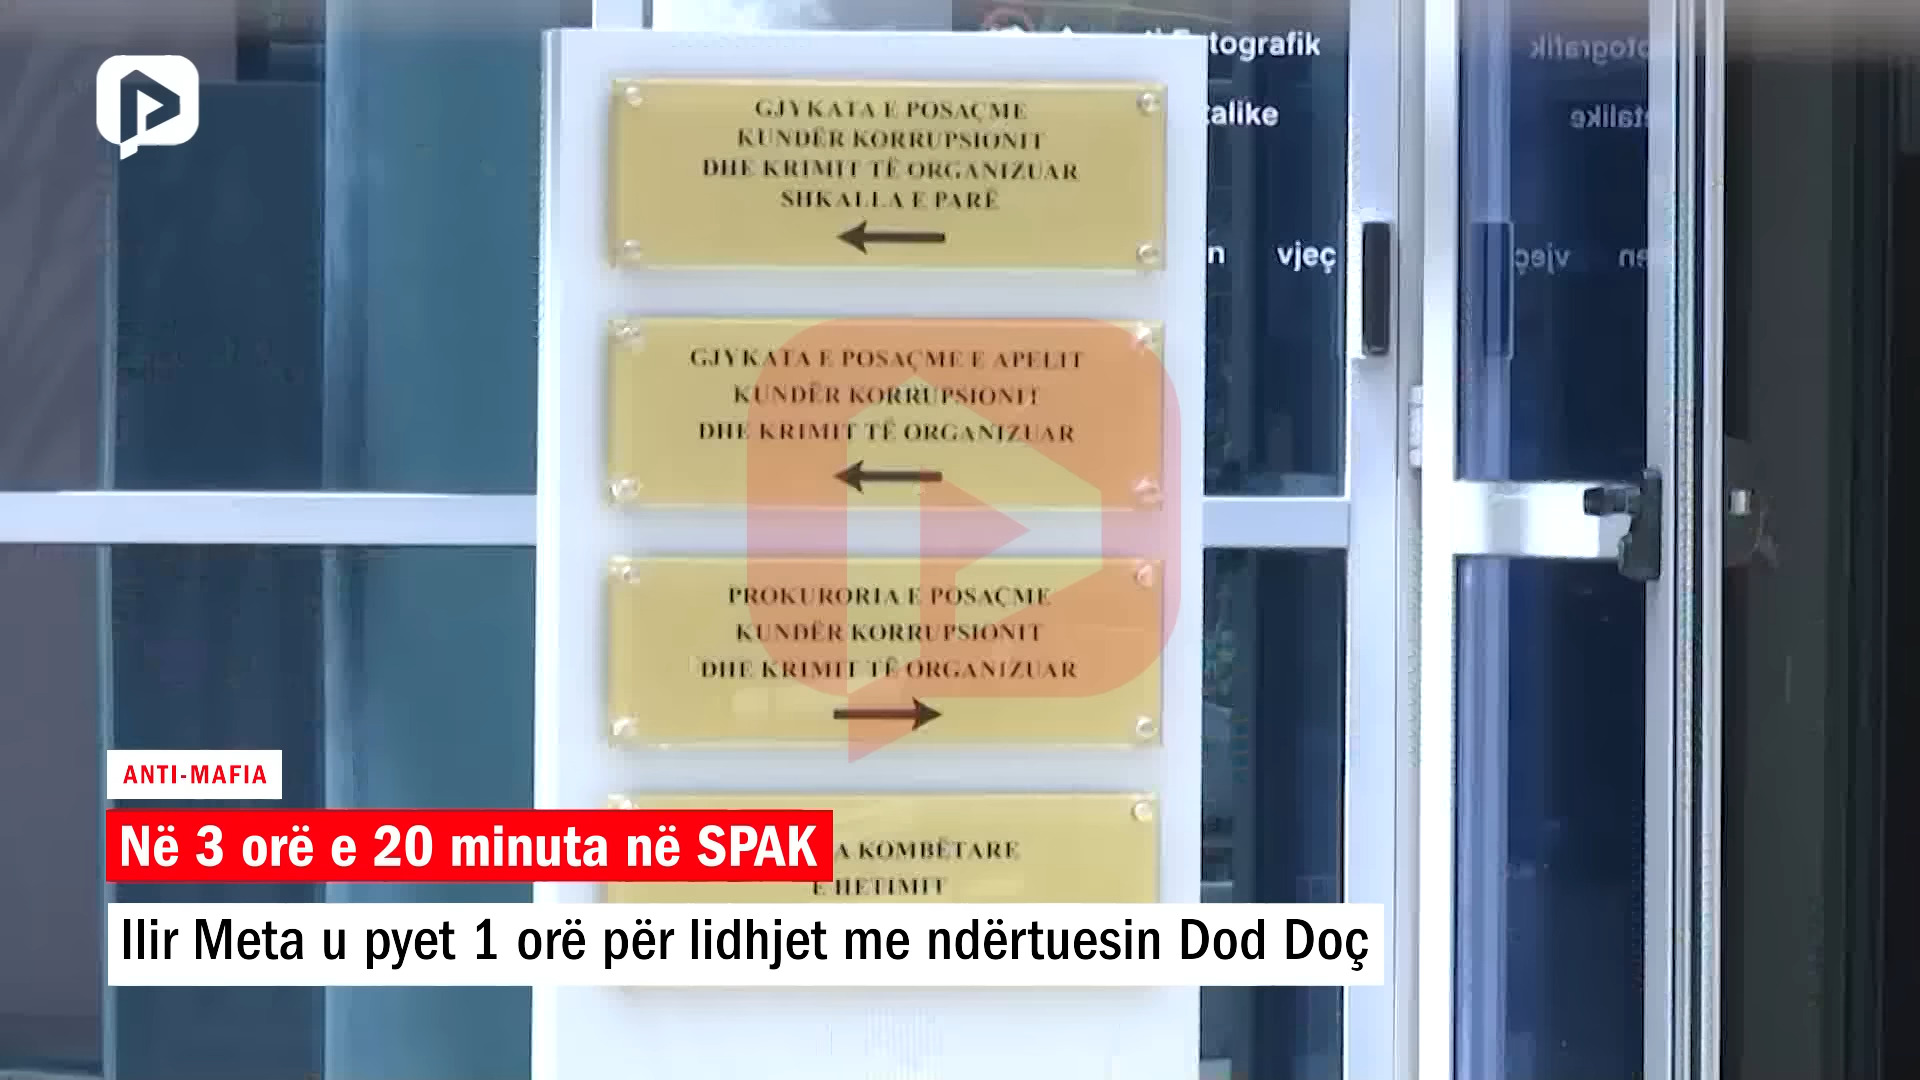 tografik
talike
n vjeç
GJYKATA E POSAÇME
KUNDËR KORRUPSIONIT
DHE KRIMIT TË ORGANIZUAR
SHKALLA E PARË
GJYKATA E POSAÇME E APELIT
KUNDËR KORRUPSIONIT
DHE KRIMIT TË ORGANIZUAR
PROKURORIA E POSAÇME
KUNDËR KORRUPSIONIT
DHE KRIMIT TË ORGANIZUAR
A KOMBËTARE
E HETIMIT
ANTI-MAFIA
Në 3 orë e 20 minuta në SPAK
Ilir Meta u pyet 1 orë për lidhjet me ndërtuesin Dod Doç